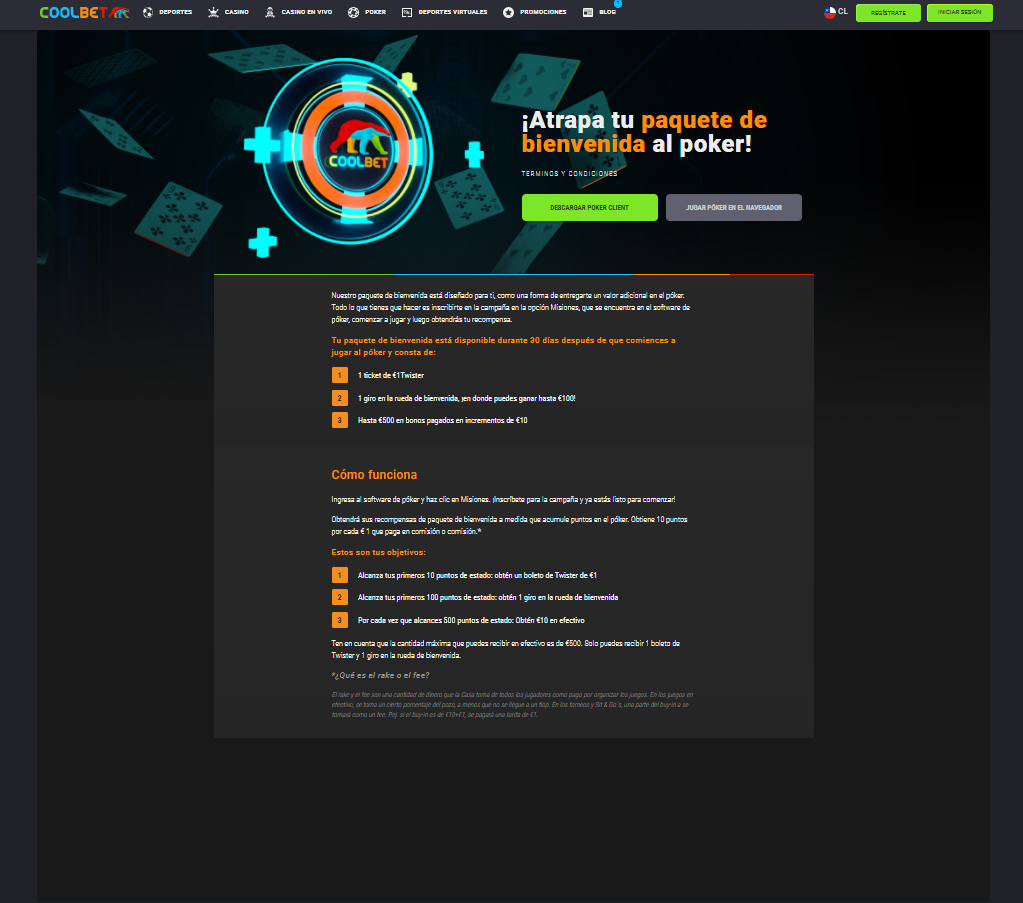 COOLBET
DEPORTES
CASINO
CASINO EN VIVO
POKER
DEPORTES VIRTUALES
PROMOCIONES
BLOG
CL
REGÍSTRATE
INICIAR SESIÓN
COOLBET
¡Atrapa tu paquete de
bienvenida al poker!
TERMINOS Y CONDICIONES
DESCARGAR POKER CLIENT
JUGAR PÓKER EN EL NAVEGADOR
Nuestro paquete de bienvenida está diseñado para ti, como una forma de entregarte un valor adicional en el póker.
Todo lo que tienes que hacer es inscribirte en la campaña en la opción Misiones, que se encuentra en el software de
póker, comenzar a jugar y luego obtendrás tu recompensa.
Tu paquete de bienvenida está disponible durante 30 días después de que comiences a
jugar al póker y consta de:
1 1 ticket de €1Twister
2 1 giro en la rueda de bienvenida, ¡en donde puedes ganar hasta €100!
3 Hasta €500 en bonos pagados en incrementos de €10
Cómo funciona
Ingresa al software de póker y haz clic en Misiones. ¡Inscríbete para la campaña y ya estás listo para comenzar!
Obtendrá sus recompensas de paquete de bienvenida a medida que acumule puntos en el póker. Obtiene 10 puntos
por cada € 1 que paga en comisión o comisión.*
Estos son tus objetivos:
1 Alcanza tus primeros 10 puntos de estado: obtén un boleto de Twister de €1
2 Alcanza tus primeros 100 puntos de estado: obtén 1 giro en la rueda de bienvenida
3 Por cada vez que alcances 500 puntos de estado: Obtén €10 en efectivo
Ten en cuenta que la cantidad máxima que puedes recibir en efectivo es de €500. Solo puedes recibir 1 boleto de
Twister y 1 giro en la rueda de bienvenida.
*¿Qué es el rake o el fee?
El rake y el fee son una cantidad de dinero que la Casa toma de todos los jugadores como pago por organizar los juegos. En los juegos en
efectivo, se toma un cierto porcentaje del pozo, a menos que no se llegue a un flop. En los torneos y Sit & Go´s, una parte del buy-in a se
tomará como un fee. P.ej. si el buy-in es de €10+€1, se pagará una tarifa de €1.